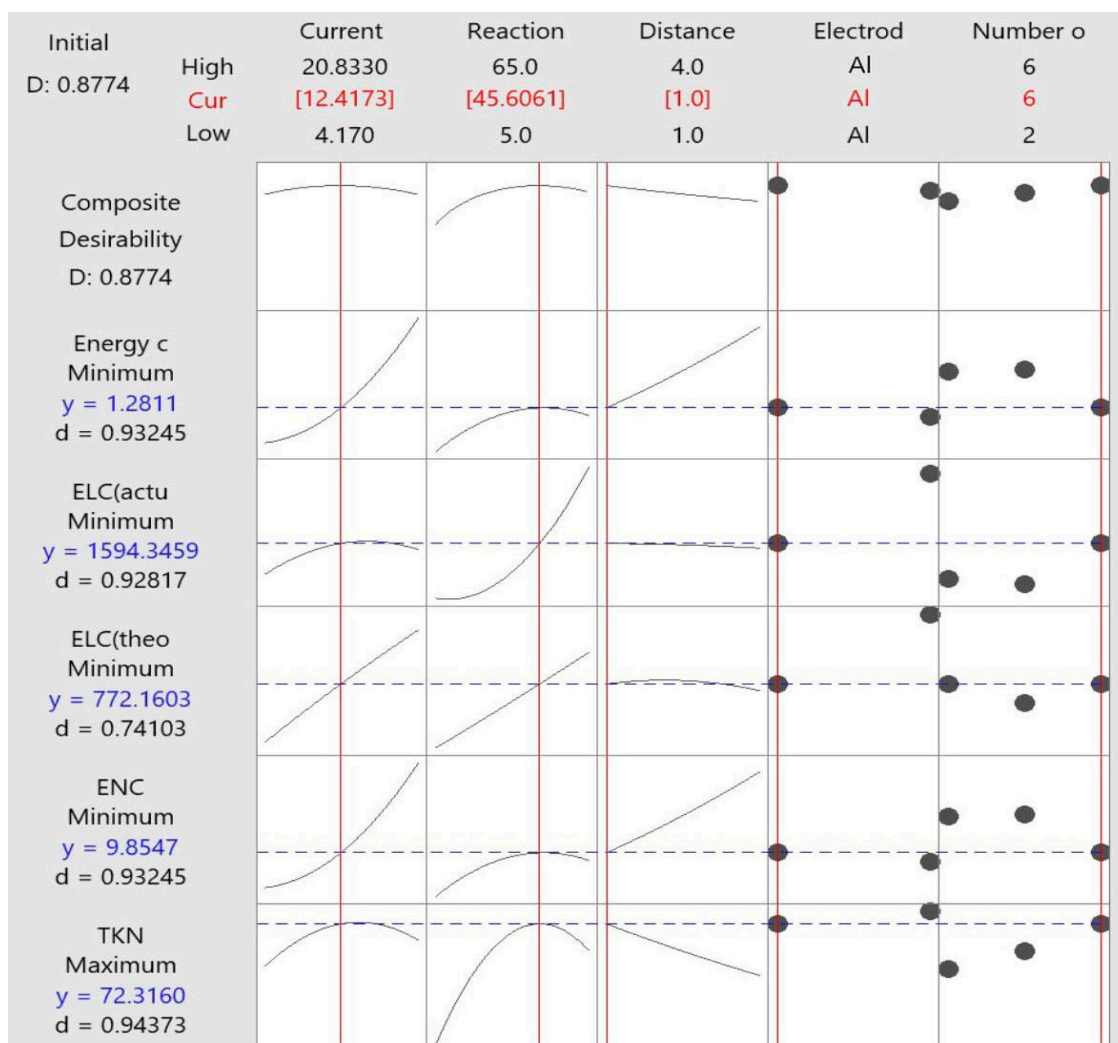 Initial
D: 0.8774
High
Cur
Low
Current
20.8330
[12.4173]
4.170
Reaction
65.0
[45.6061]
5.0
Distance
4.0
[1.0]
1.0
Electrod
Al
Al
Al
Number o
6
6
2
Composite
Desirability
D: 0.8774
Energy c
Minimum
y = 1.2811
d = 0.93245
ELC(actu
Minimum
y = 1594.3459
d = 0.92817
ELC(theo
Minimum
y = 772.1603
d = 0.74103
ENC
Minimum
y = 9.8547
d = 0.93245
TKN
Maximum
y = 72.3160
d = 0.94373